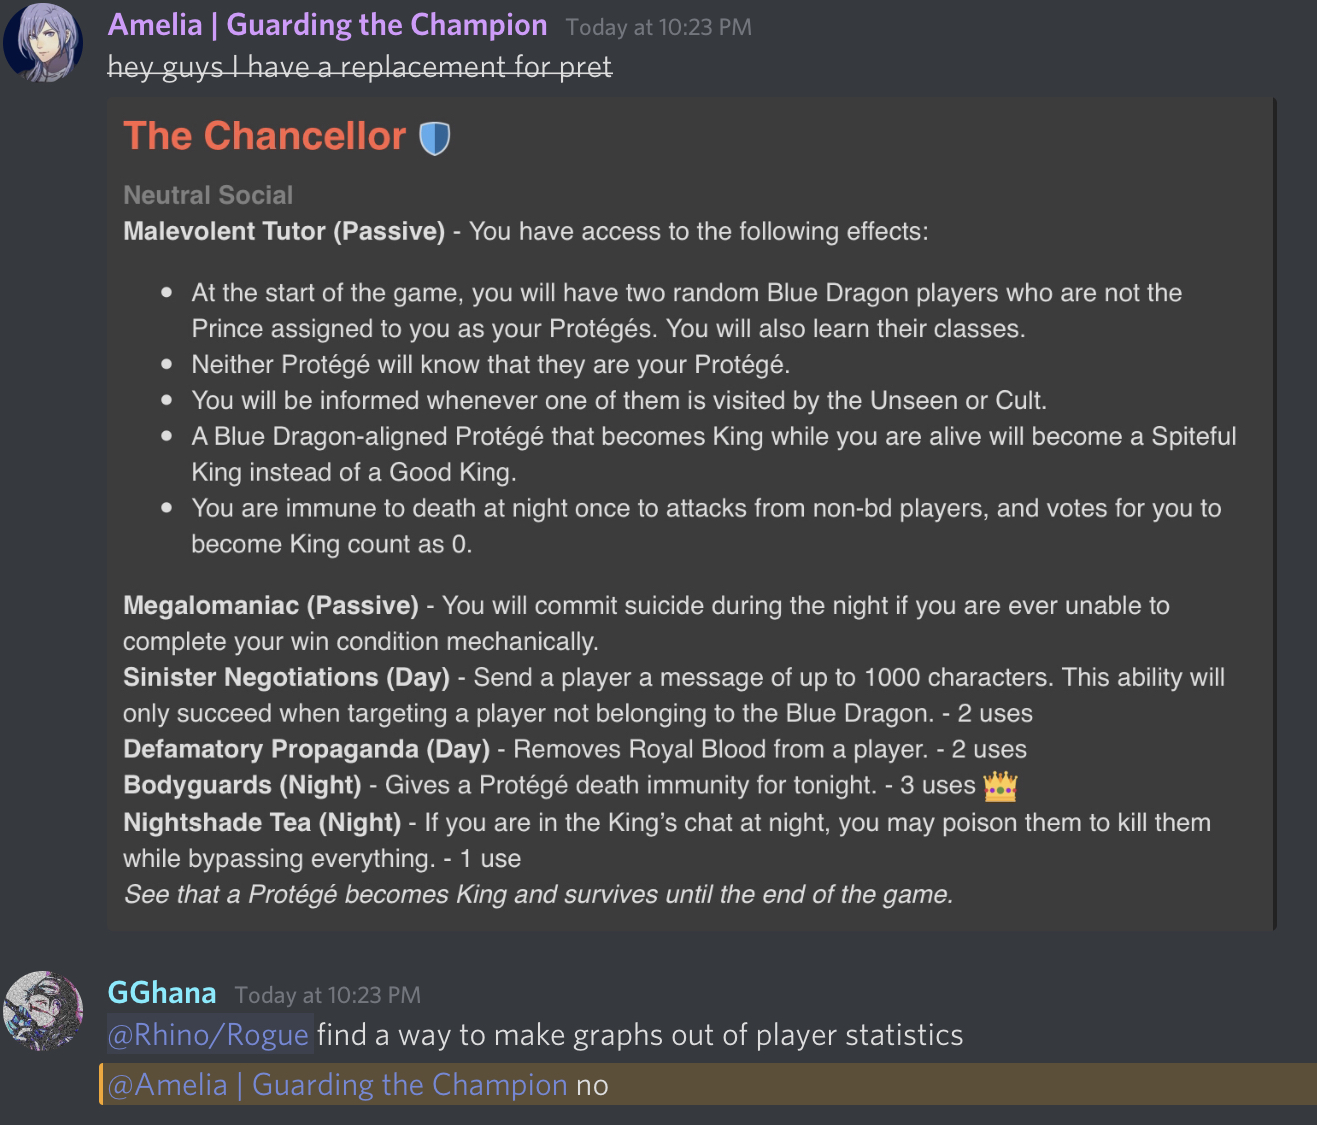 Amelia | Guarding the Champion Today at 10:23 PM
hey guys I have a replacement for pret
The Chancellor
Neutral Social
Malevolent Tutor (Passive) - You have access to the following effects:
• At the start of the game, you will have two random Blue Dragon players who are not the
Prince assigned to you as your Protégés. You will also learn their classes.
• Neither Protégé will know that they are your Protégé.
• You will be informed whenever one of them is visited by the Unseen or Cult.
• A Blue Dragon-aligned Protégé that becomes King while you are alive will become a Spiteful
King instead of a Good King.
• You are immune to death at night once to attacks from non-bd players, and votes for you to
become King count as 0.
Megalomaniac (Passive) - You will commit suicide during the night if you are ever unable to
complete your win condition mechanically.
Sinister Negotiations (Day) - Send a player a message of up to 1000 characters. This ability will
only succeed when targeting a player not belonging to the Blue Dragon. - 2 uses
Defamatory Propaganda (Day) - Removes Royal Blood from a player. - 2 uses
Bodyguards (Night) - Gives a Protégé death immunity for tonight. - 3 uses
Nightshade Tea (Night) - If you are in the King’s chat at night, you may poison them to kill them
while bypassing everything. - 1 use
See that a Protégé becomes King and survives until the end of the game.
GGhana Today at 10:23 PM
@Rhino/Rogue find a way to make graphs out of player statistics
@Amelia | Guarding the Champion no